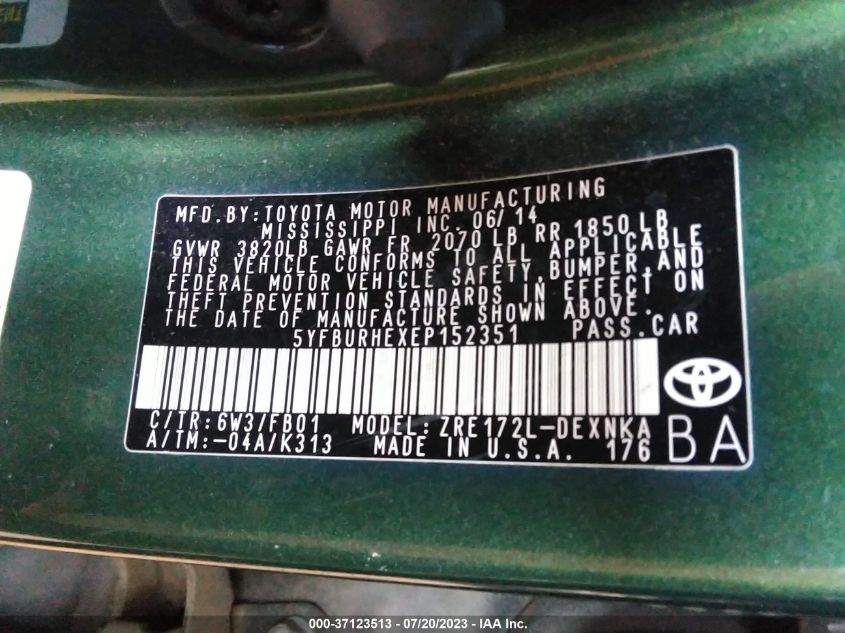 MFD.BY:TOYOTA MOTOR MANUFACTURING
MISSISSIPPI INC. 06/14
GVWR 3820LB GAWR FR 2070 LB RR 1850 LB
THIS VEHICLE CONFORMS TO ALL APPLICABLE
FEDERAL MOTOR VEHICLE SAFETY,BUMPER,AND
THEFT PREVENTION STANDARDS IN EFFECT ON
THE DATE OF MANUFACTURE SHOWN ABOVE.
5YFBURHEXEP152351 PASS.CAR
C/TR:6W3/FB01 MODEL:ZRE172L-DEXNKA
A/TM:-04A/K313 MADE IN U.S.A. 176
BA
000-37123513 - 07/20/2023 - IAA Inc.